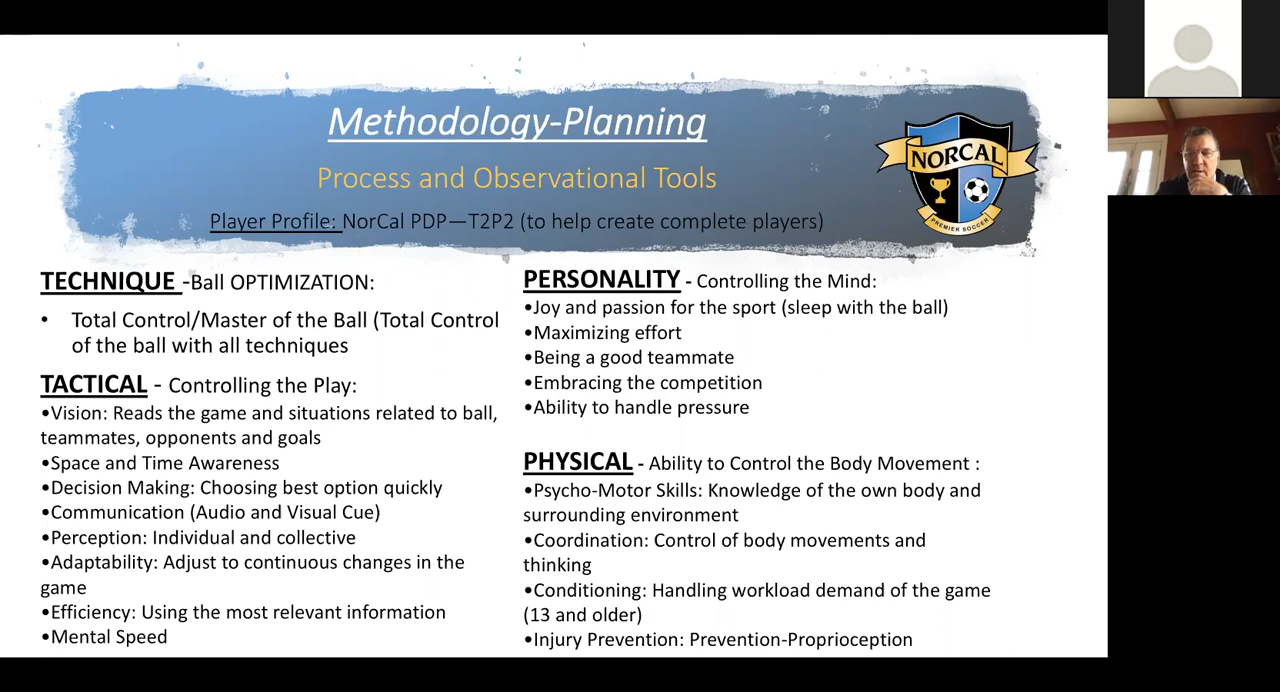 Methodology-Planning
Process and Observational Tools
Player Profile: NorCal PDP—T2P2 (to help create complete players)
NORCAL
PREMIER SOCCER
TECHNIQUE -Ball OPTIMIZATION:
• Total Control/Master of the Ball (Total Control
of the ball with all techniques
TACTICAL - Controlling the Play:
•Vision: Reads the game and situations related to ball,
teammates, opponents and goals
•Space and Time Awareness
•Decision Making: Choosing best option quickly
•Communication (Audio and Visual Cue)
•Perception: Individual and collective
•Adaptability: Adjust to continuous changes in the
game
•Efficiency: Using the most relevant information
•Mental Speed
PERSONALITY - Controlling the Mind:
•Joy and passion for the sport (sleep with the ball)
•Maximizing effort
•Being a good teammate
•Embracing the competition
•Ability to handle pressure
PHYSICAL - Ability to Control the Body Movement :
•Psycho-Motor Skills: Knowledge of the own body and
surrounding environment
•Coordination: Control of body movements and
thinking
•Conditioning: Handling workload demand of the game
(13 and older)
•Injury Prevention: Prevention-Proprioception